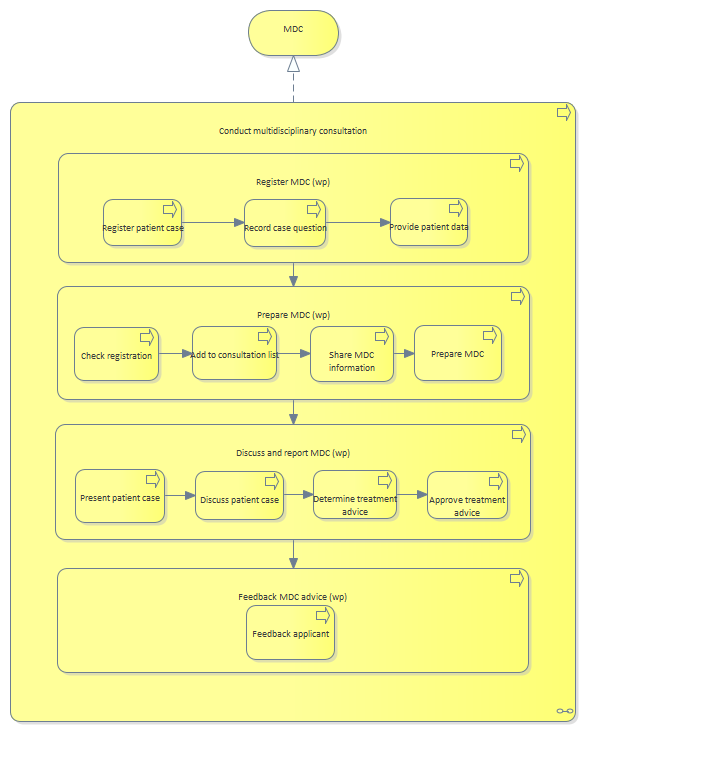 MDC
Conduct multidisciplinary consultation
Register MDC (wp)
Register patient case
Record case question
Provide patient data
Prepare MDC (wp)
Check registration
Add to consultation list
Share MDC
information
Prepare MDC
Discuss and report MDC (wp)
Present patient case
Discuss patient case
Determine treatment
advice
Approve treatment
advice
Feedback MDC advice (wp)
Feedback applicant